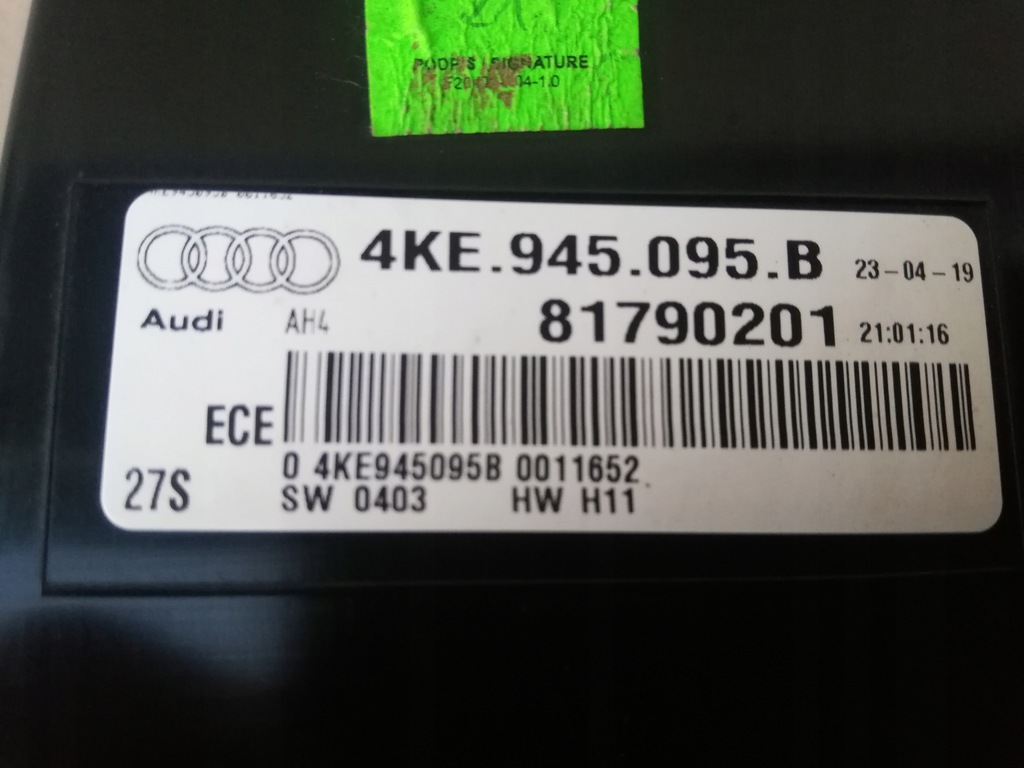 SIGNATURE
4KE.945.095.B 23-04-19
Audi AH4 81790201 21:01:16
ECE
0 4KE945095B 0011652
27S SW 0403 HW H11